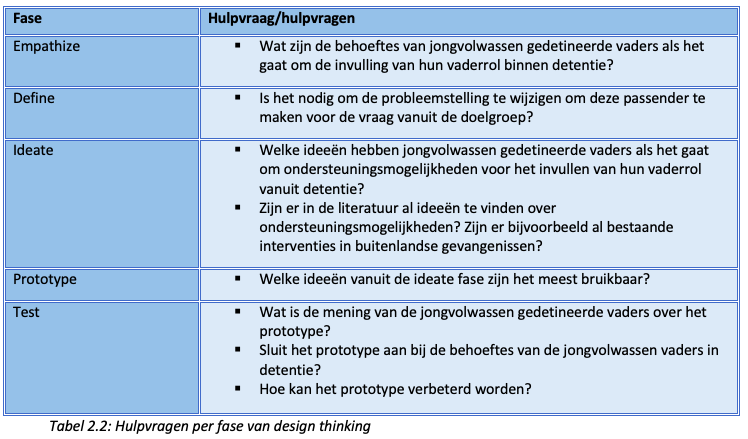 Fase Hulpvraag/hulpvragen
Empathize ▪ Wat zijn de behoeftes van jongvolwassen gedetineerde vaders als het
gaat om de invulling van hun vaderrol binnen detentie?
Define ▪ Is het nodig om de probleemstelling te wijzigen om deze passender te
maken voor de vraag vanuit de doelgroep?
Ideate ▪ Welke ideeën hebben jongvolwassen gedetineerde vaders als het gaat
om ondersteuningsmogelijkheden voor het invullen van hun vaderrol
vanuit detentie?
▪ Zijn er in de literatuur al ideeën te vinden over
ondersteuningsmogelijkheden? Zijn er bijvoorbeeld al bestaande
interventies in buitenlandse gevangenissen?
Prototype ▪ Welke ideeën vanuit de ideate fase zijn het meest bruikbaar?
Test ▪ Wat is de mening van de jongvolwassen gedetineerde vaders over het
prototype?
▪ Sluit het prototype aan bij de behoeftes van de jongvolwassen vaders in
detentie?
▪ Hoe kan het prototype verbeterd worden?
Tabel 2.2: Hulpvragen per fase van design thinking